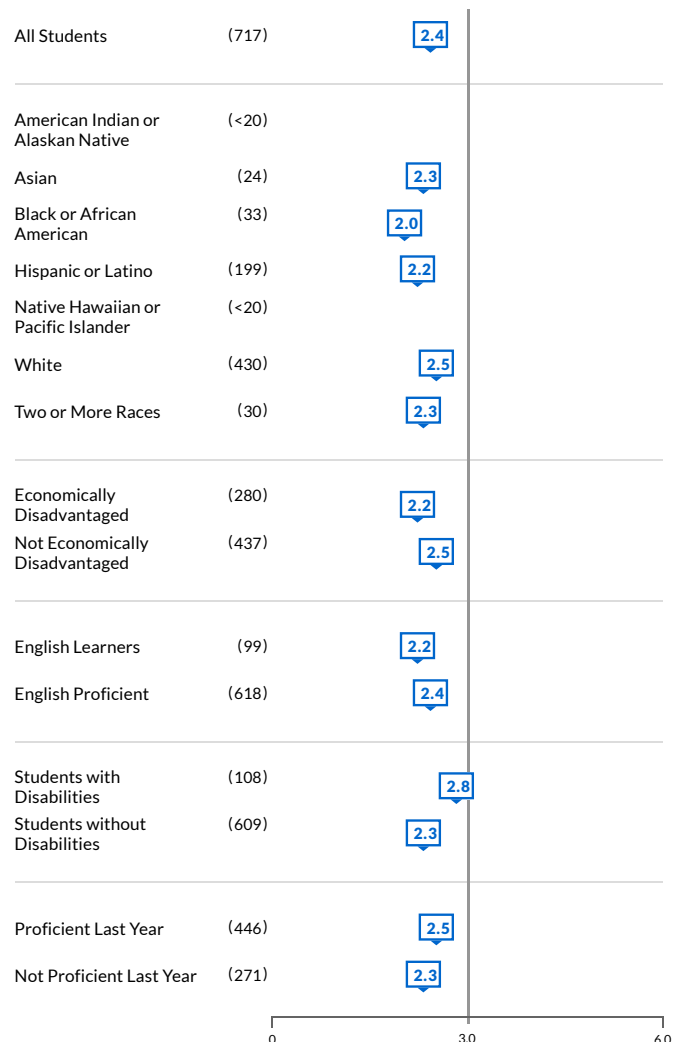 All Students (717) 2.4
American Indian or (<20)
Alaskan Native
Asian (24) 2.3
Black or African (33) 2.0
American
Hispanic or Latino (199) 2.2
Native Hawaiian or (<20)
Pacific Islander
White (430) 2.5
Two or More Races (30) 2.3
Economically (280) 2.2
Disadvantaged
Not Economically (437) 2.5
Disadvantaged
English Learners (99) 2.2
English Proficient (618) 2.4
Students with (108) 2.8
Disabilities
Students without (609) 2.3
Disabilities
Proficient Last Year (446) 2.5
Not Proficient Last Year (271) 2.3
0 3.0 6.0